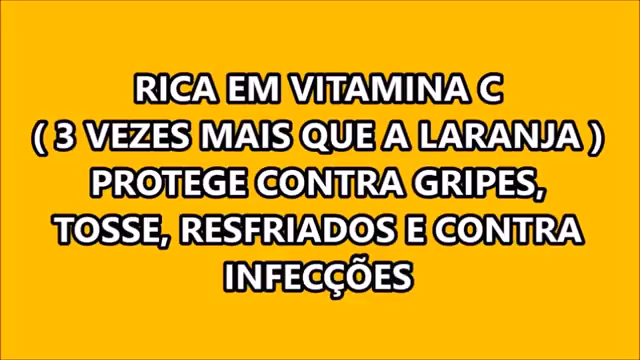 RICA EM VITAMINA C
( 3 VEZES MAIS QUE A LARANJA )
PROTEGE CONTRA GRIPES,
TOSSE, RESFRIADOS E CONTRA
INFECÇÕES